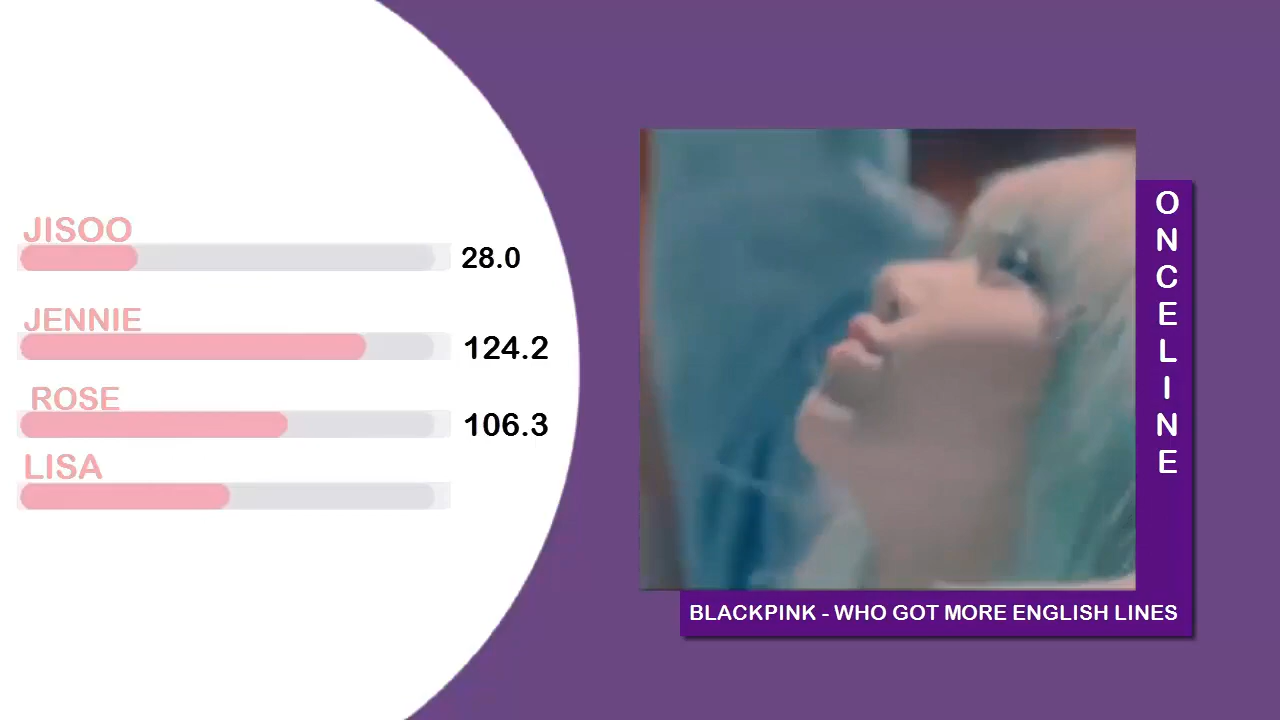 JISOO
28.0
JENNIE
124.2
ROSE
106.3
LISA
ONCELINE
BLACKPINK - WHO GOT MORE ENGLISH LINES